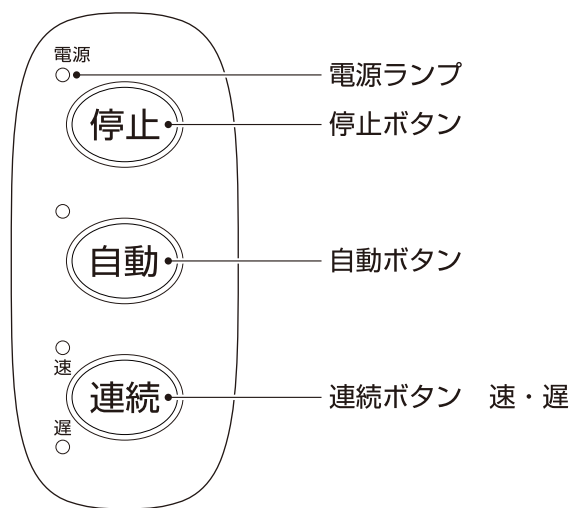 電源
電源ランプ
停止
停止ボタン
自動
自動ボタン
速
連続
連続ボタン　速・遅
遅